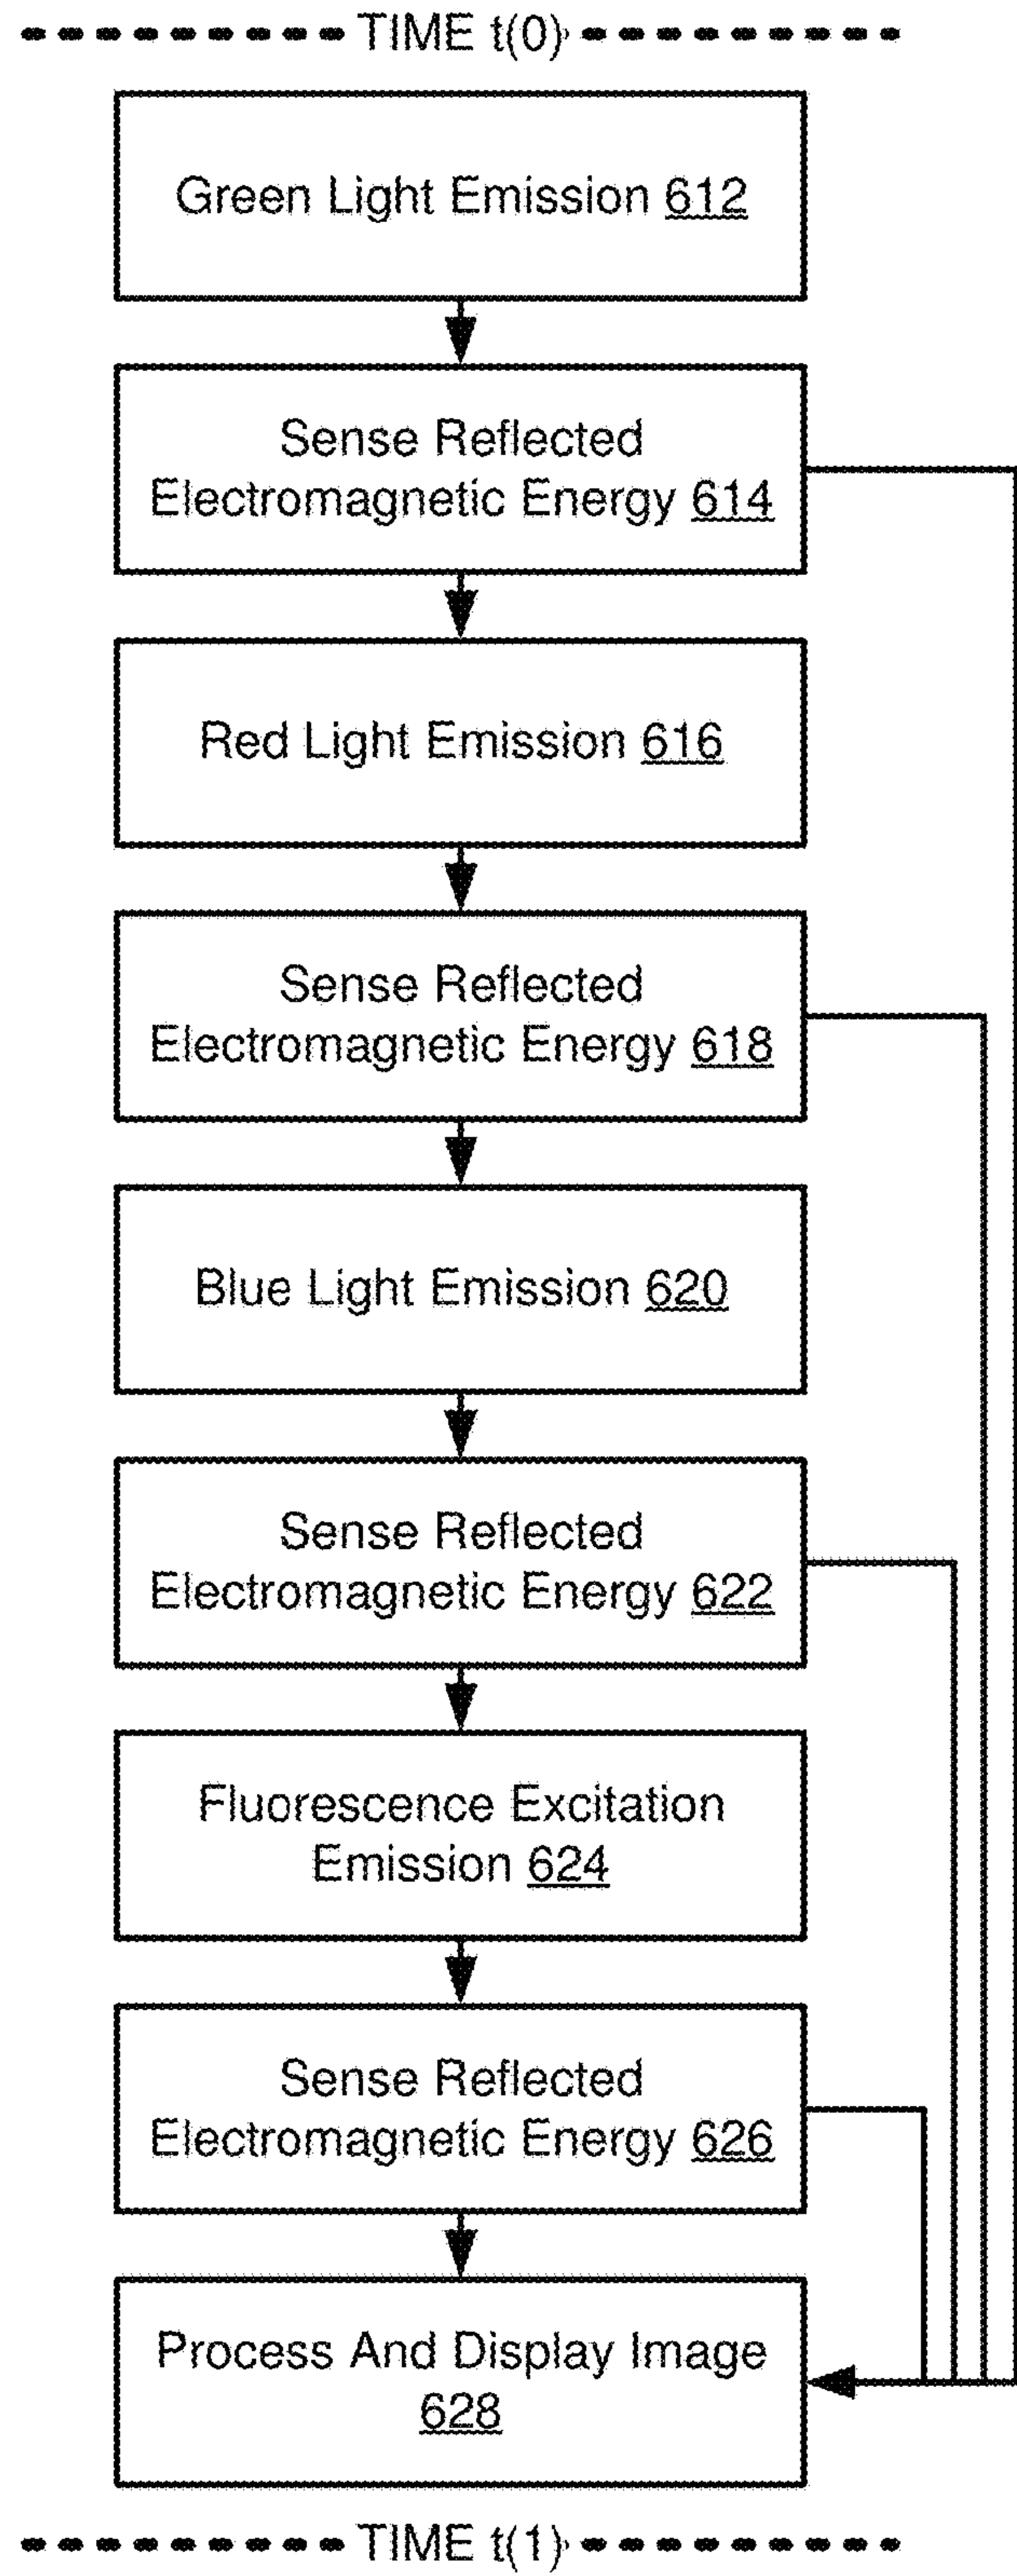 TIME t(0)
Green Light Emission 612
Sense Reflected
Electromagnetic Energy 614
Red Light Emission 616
Sense Reflected
Electromagnetic Energy 618
Blue Light Emission 620
Sense Reflected
Electromagnetic Energy 622
Fluorescence Excitation
Emission 624
Sense Reflected
Electromagnetic Energy 626
Process And Display Image
628
TIME t(1)